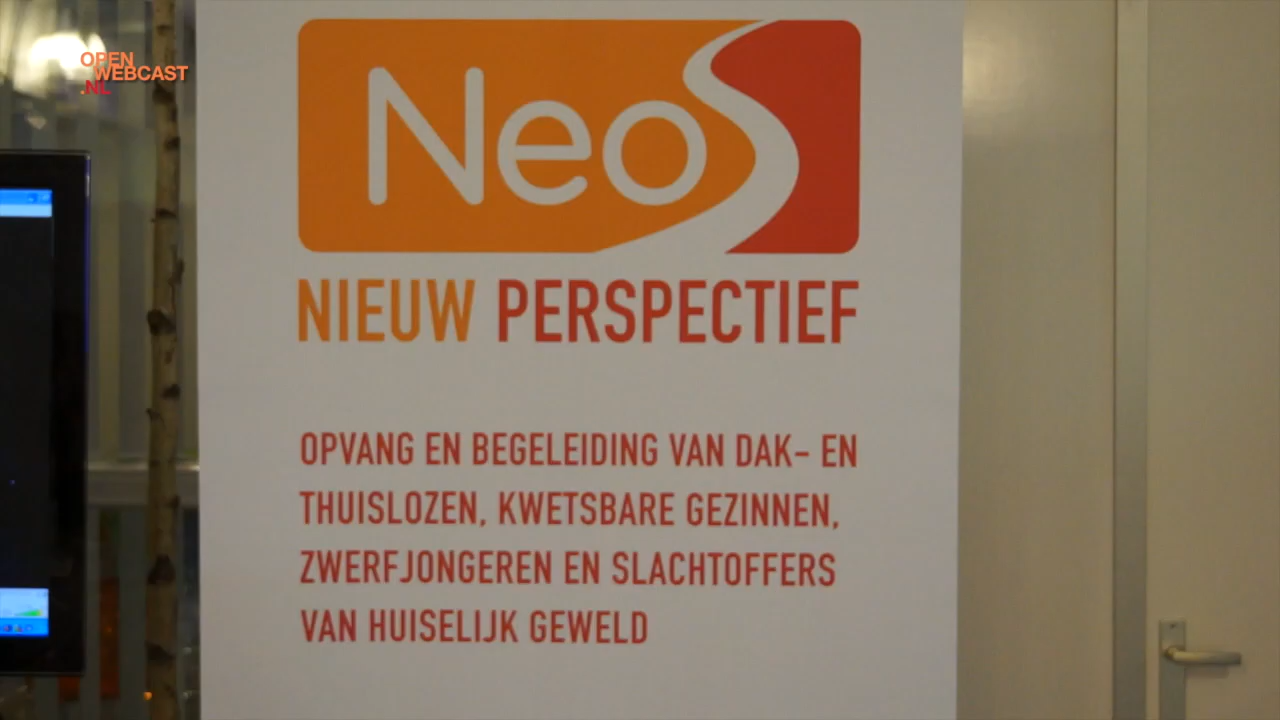 OPEN
WEBCAST
.NL
NeoS
NIEUW PERSPECTIEF
OPVANG EN BEGELEIDING VAN DAK- EN
THUISLOZEN, KWETSBARE GEZINNEN,
ZWERFJONGEREN EN SLACHTOFFERS
VAN HUISELIJK GEWELD